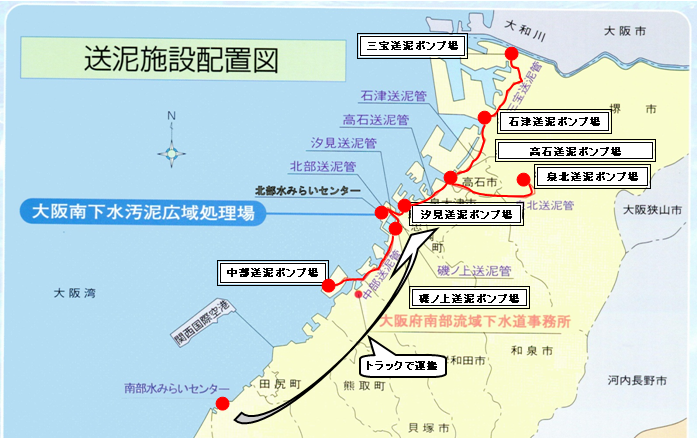 送泥施設配置図
三宝送泥ポンプ場
大和川
大阪市
三宝送泥管
石津送泥管
堺市
高石送泥管
石津送泥ポンプ場
汐見送泥管
高石送泥ポンプ場
N
北部送泥管
高石市
泉北送泥ポンプ場
北部水みらいセンター
大阪南下水汚泥広域処理場
汐見送泥ポンプ場
北送泥管
大阪狭山市
町
中部送泥ポンプ場
中部送泥管
磯ノ上送泥管
大阪湾
磯ノ上送泥ポンプ場
関西国際空港
大阪府南部流域下水道事務所
和泉市
トラックで運搬
和田市
南部水みらいセンター
田尻町
熊取町
河内長野市
貝塚市